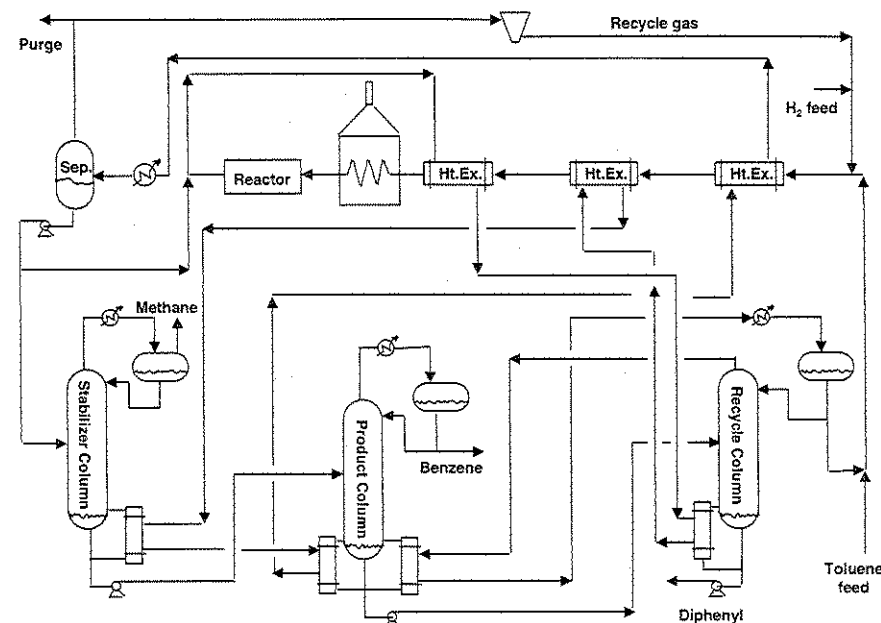 Recycle gas
Purge
H₂ feed
Sep.
Reactor
Ht.Ex.
Ht.Ex.
Ht.Ex.
Methane
Stabilizer Column
Product Column
Recycle Column
Benzene
Toluene
feed
Diphenyl